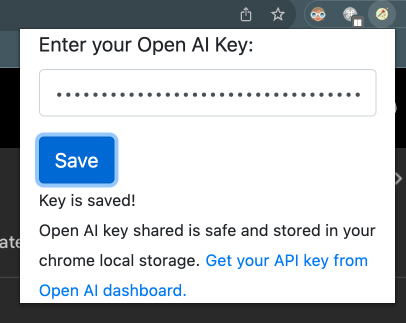 Enter your Open AI Key:
••••••••••••••••••••••••••••••••••
Save
Key is saved!
Open AI key shared is safe and stored in your
chrome local storage. Get your API key from
Open AI dashboard.
ate